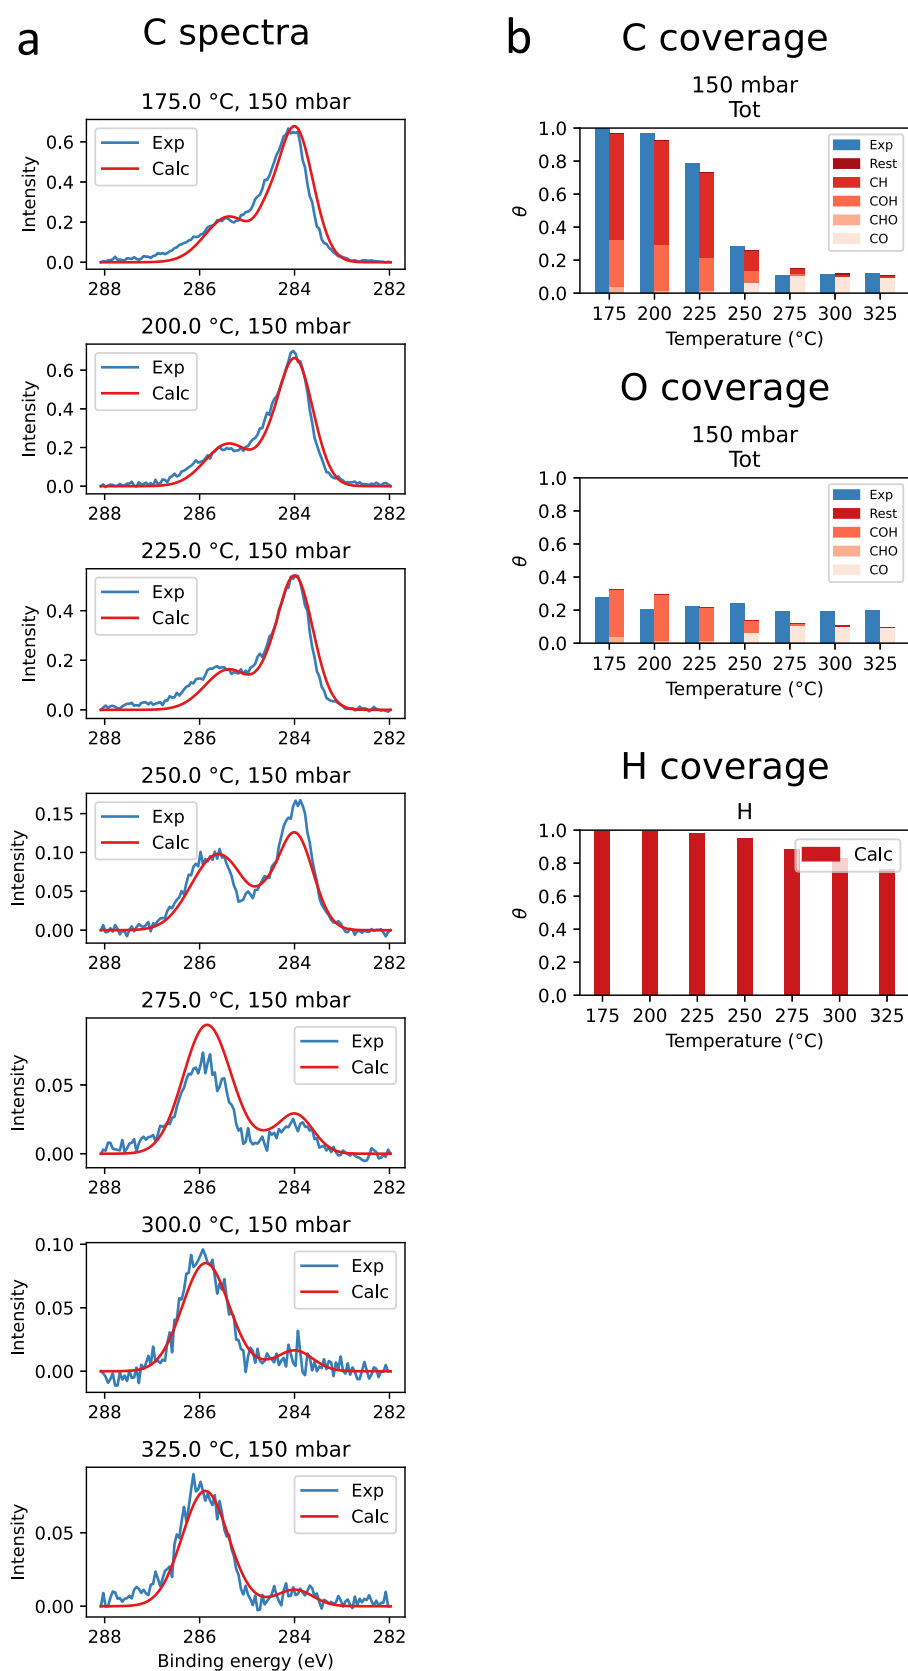 a
C spectra
175.0 °C, 150 mbar
Intensity
0.6
0.4
0.2
0.0
Exp
Calc
288
286
284
282
200.0 °C, 150 mbar
Intensity
0.6
0.4
0.2
0.0
Exp
Calc
288
286
284
282
225.0 °C, 150 mbar
Intensity
0.4
0.2
0.0
Exp
Calc
288
286
284
282
250.0 °C, 150 mbar
Intensity
0.15
0.10
0.05
0.00
Exp
Calc
288
286
284
282
275.0 °C, 150 mbar
Intensity
0.05
0.00
Exp
Calc
288
286
284
282
300.0 °C, 150 mbar
Intensity
0.10
0.05
0.00
Exp
Calc
288
286
284
282
325.0 °C, 150 mbar
Intensity
0.05
0.00
Exp
Calc
288
286
284
282
Binding energy (eV)
b
C coverage
150 mbar
Tot
θ
1.0
0.8
0.6
0.4
0.2
0.0
Exp
Rest
CH
COH
CHO
CO
175
200
225
250
275
300
325
Temperature (°C)
O coverage
150 mbar
Tot
θ
1.0
0.8
0.6
0.4
0.2
0.0
Exp
Rest
COH
CHO
CO
175
200
225
250
275
300
325
Temperature (°C)
H coverage
H
θ
1.0
0.8
0.6
0.4
0.2
0.0
Calc
175
200
225
250
275
300
325
Temperature (°C)